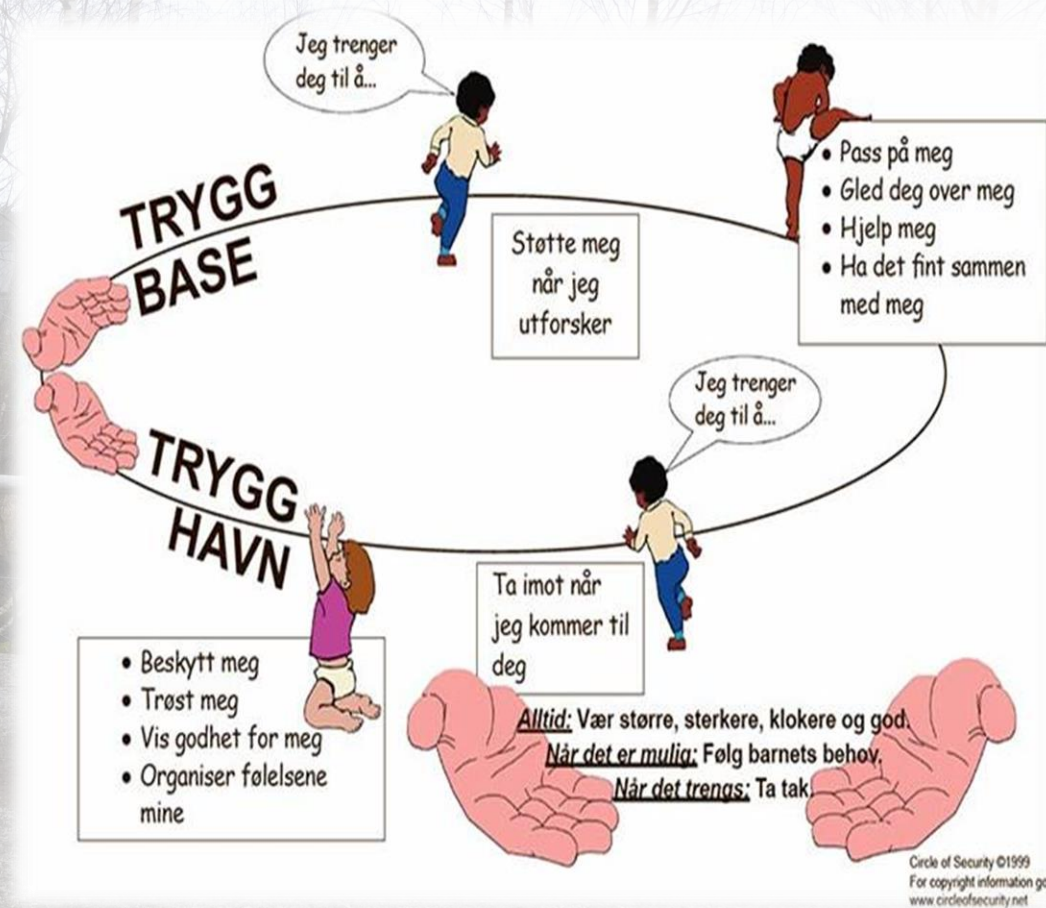 Jeg trenger
deg til å...
TRYGG
BASE
Støtte meg
når jeg
utforsker
• Pass på meg
• Gled deg over meg
• Hjelp meg
• Ha det fint sammen
med meg
Jeg trenger
deg til å...
TRYGG
HAVN
Ta imot når
jeg kommer til
deg
• Beskytt meg
• Trøst meg
• Vis godhet for meg
• Organiser følelsene
mine
Alltid: Vær større, sterkere, klokere og god.
Når det er mulig: Følg barnets behov.
Når det trengs: Ta tak
Circle of Security ©1999
For copyright information go
www.circleofsecurity.net